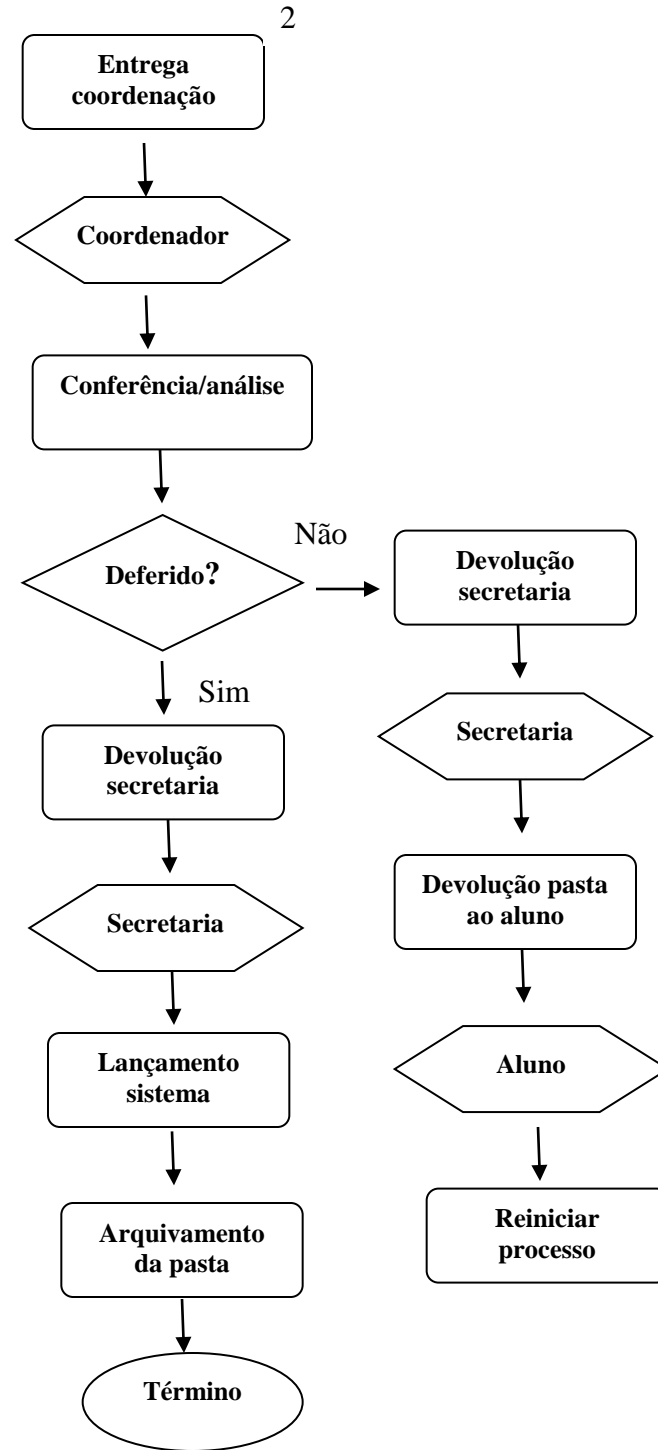 2
Entrega
coordenação
Coordenador
Conferência/análise
Deferido?
Não
Sim
Devolução
secretaria
Secretaria
Lançamento
sistema
Arquivamento
da pasta
Término
Devolução
secretaria
Secretaria
Devolução pasta
ao aluno
Aluno
Reiniciar
processo